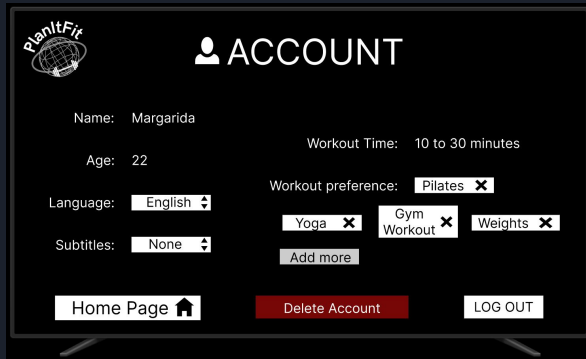 PlanItFit
ACCOUNT
Name: Margarida
Age: 22
Language: English
Subtitles: None
Workout Time: 10 to 30 minutes
Workout preference: Pilates
Yoga
Gym
Workout
Weights
Add more
Home Page
Delete Account
LOG OUT